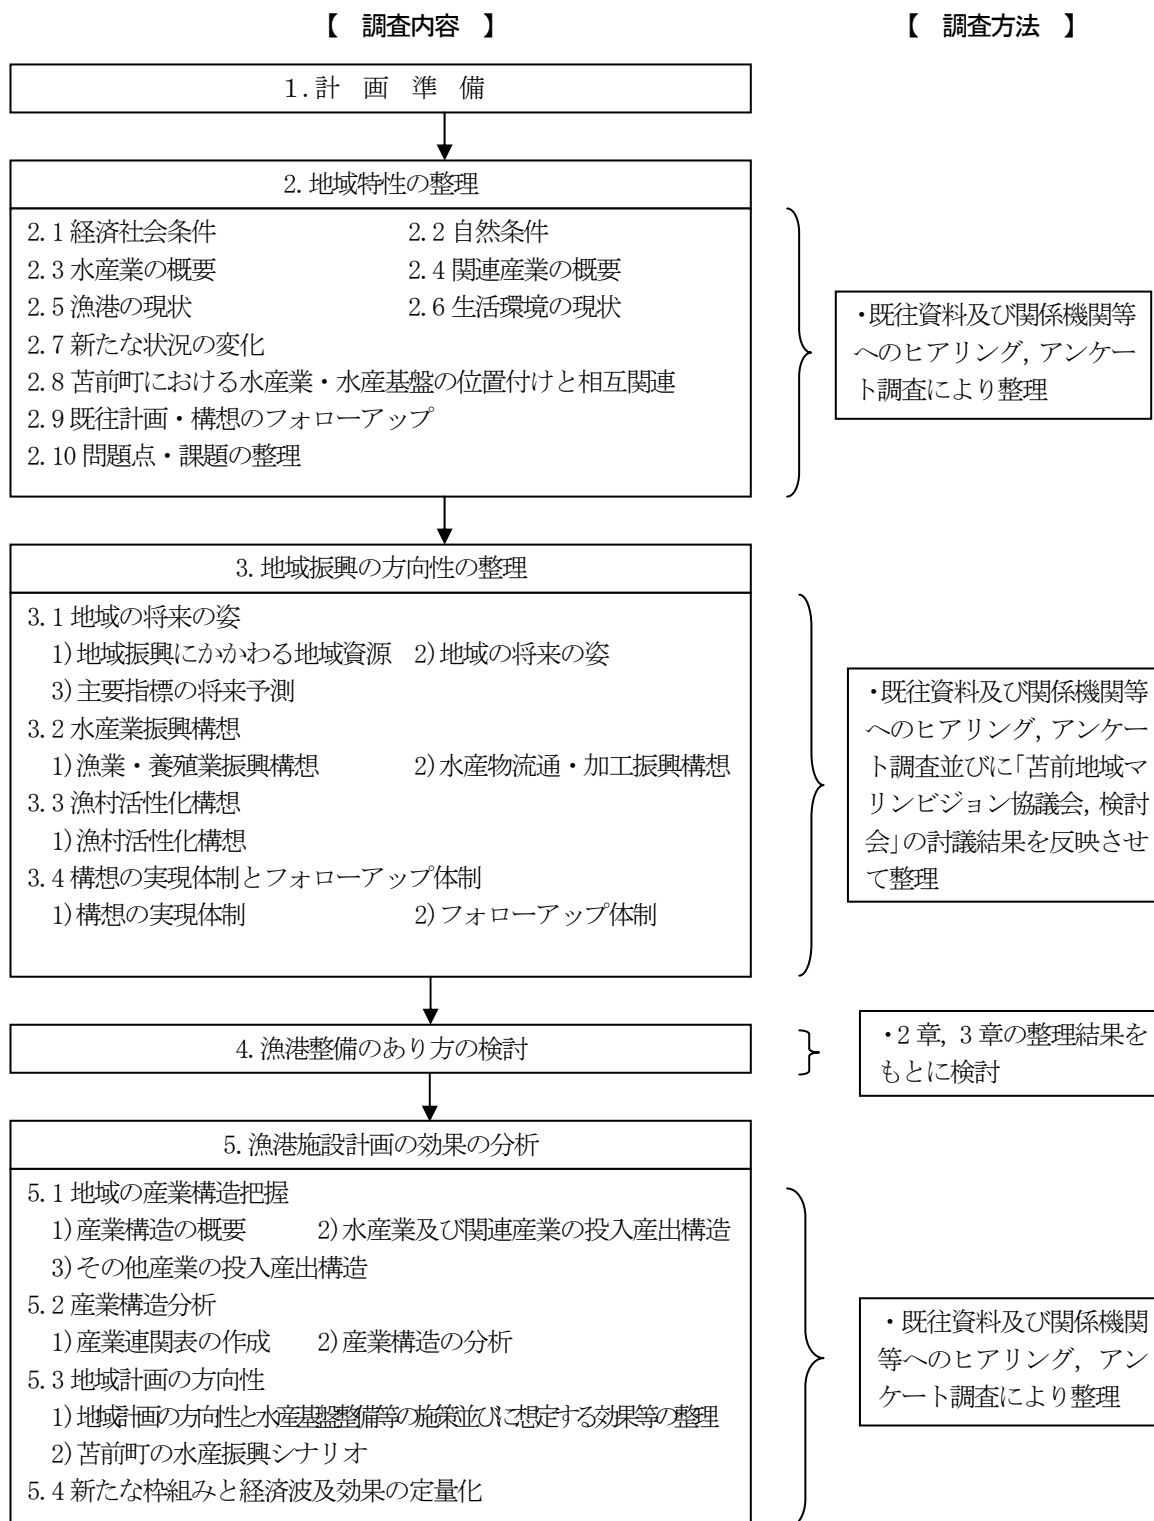 【 調査内容 】
【 調査方法 】
1.計 画 準 備
2.地域特性の整理
2.1 経済社会条件 2.2 自然条件
2.3 水産業の概要 2.4 関連産業の概要
2.5 漁港の現状 2.6 生活環境の現状
2.7 新たな状況の変化
2.8 苫前町における水産業・水産基盤の位置付けと相互関連
2.9 既往計画・構想のフォローアップ
2.10 問題点・課題の整理
・既往資料及び関係機関等
へのヒアリング,アンケー
ト調査により整理
3.地域振興の方向性の整理
3.1 地域の将来の姿
1)地域振興にかかわる地域資源 2)地域の将来の姿
3)主要指標の将来予測
3.2 水産業振興構想
1)漁業・養殖業振興構想 2)水産物流通・加工振興構想
3.3 漁村活性化構想
1)漁村活性化構想
3.4 構想の実現体制とフォローアップ体制
1)構想の実現体制 2)フォローアップ体制
・既往資料及び関係機関等
へのヒアリング,アンケー
ト調査並びに「苫前地域マ
リンビジョン協議会,検討
会」の討議結果を反映させ
て整理
4.漁港整備のあり方の検討
・2 章,3 章の整理結果を
もとに検討
5.漁港施設計画の効果の分析
5.1 地域の産業構造把握
1)産業構造の概要 2)水産業及び関連産業の投入産出構造
3)その他産業の投入産出構造
5.2 産業構造分析
1)産業連関表の作成 2)産業構造の分析
5.3 地域計画の方向性
1)地域計画の方向性と水産基盤整備等の施策並びに想定する効果等の整理
2)苫前町の水産振興シナリオ
5.4 新たな枠組みと経済波及効果の定量化
・既往資料及び関係機関
等へのヒアリング,アン
ケート調査により整理